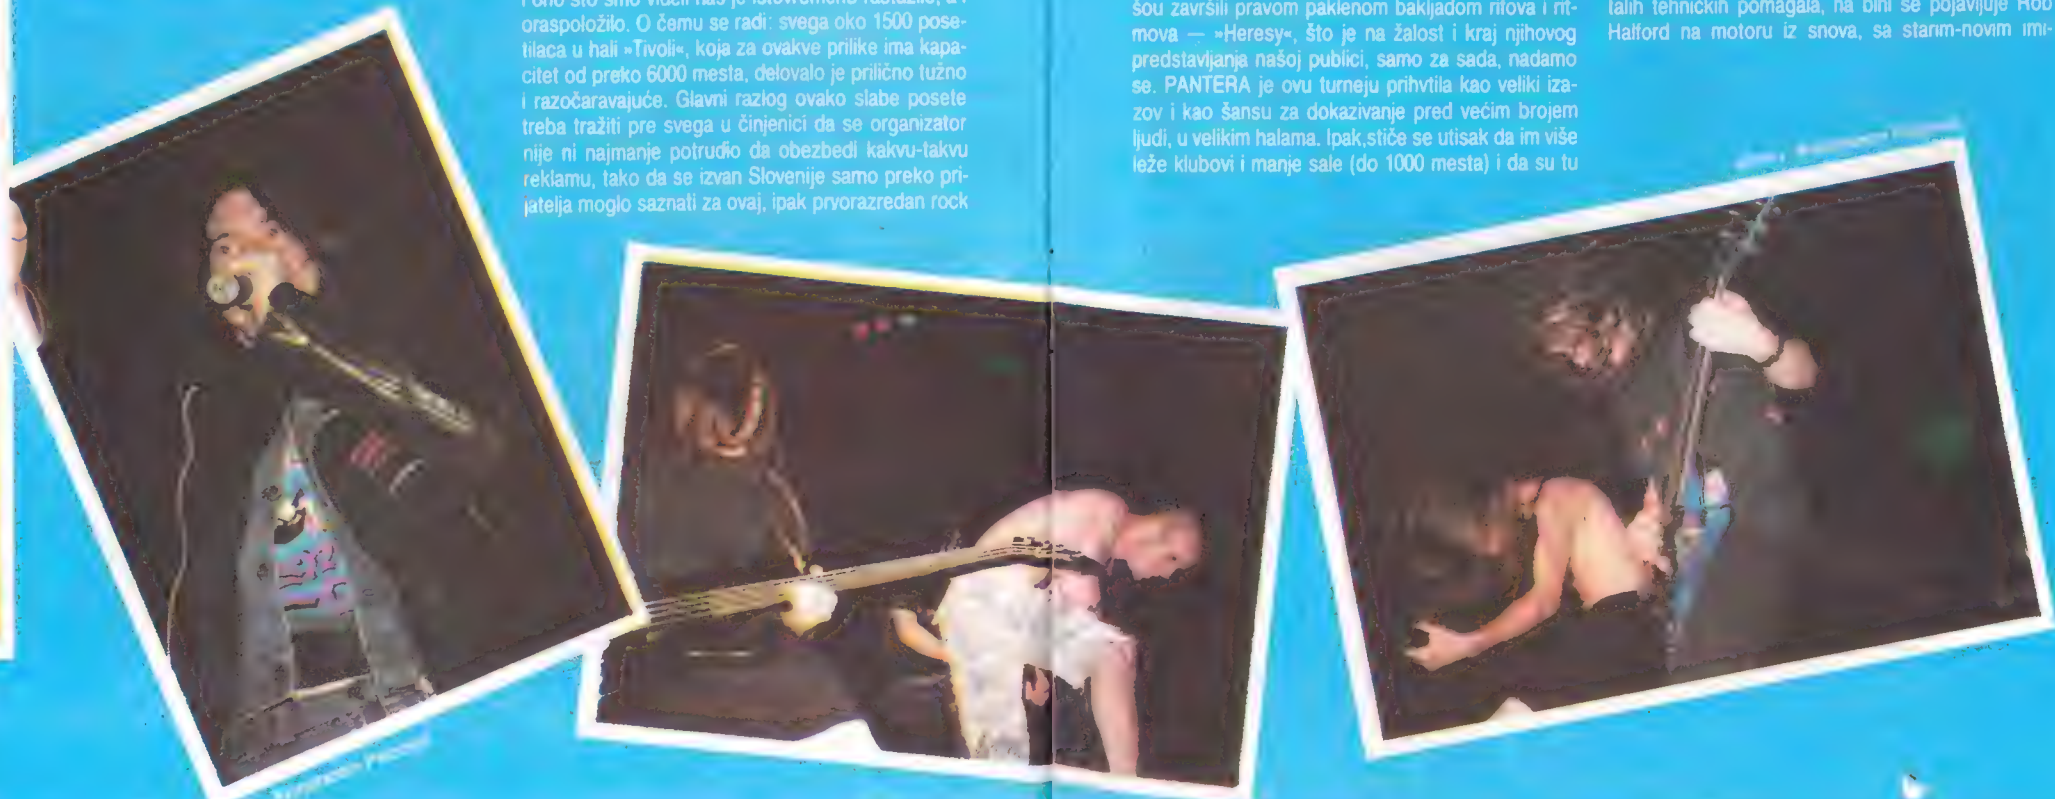 i ono što smo videli nas je istovremeno rastužilo, a i
oraspoložilo. O čemu se radi: svega oko 1500 pose-
tilaca u hali »Tivoli«, koja za ovakve prilike ima kapa-
citet od preko 6000 mesta, delovalo je prilično tužno
i razočaravajuće. Glavni razlog ovako slabe posete
treba tražiti pre svega u činjenici da se organizator
nije ni najmanje potrudio da obezbedi kakvu-takvu
reklamu, tako da se izvan Slovenije samo preko pri-
jatelja moglo saznati za ovaj, ipak prvorazredan rock
šou završili pravom paklenom bakljadom rifova i rit-
mova — »Heresy«, što je na žalost i kraj njihovog
predstavljanja našoj publici, samo za sada, nadamo
se. PANTERA je ovu turneju prihvtila kao veliki iza-
zov i kao šansu za dokazivanje pred većim brojem
ljudi, u velikim halama. Ipak,stiče se utisak da im više
leže klubovi i manje sale (do 1000 mesta) i da su tu
talih tehničkih pomagala, na bini se pojavljuje Rob
Halford na motoru iz snova, sa starim-novim imi-